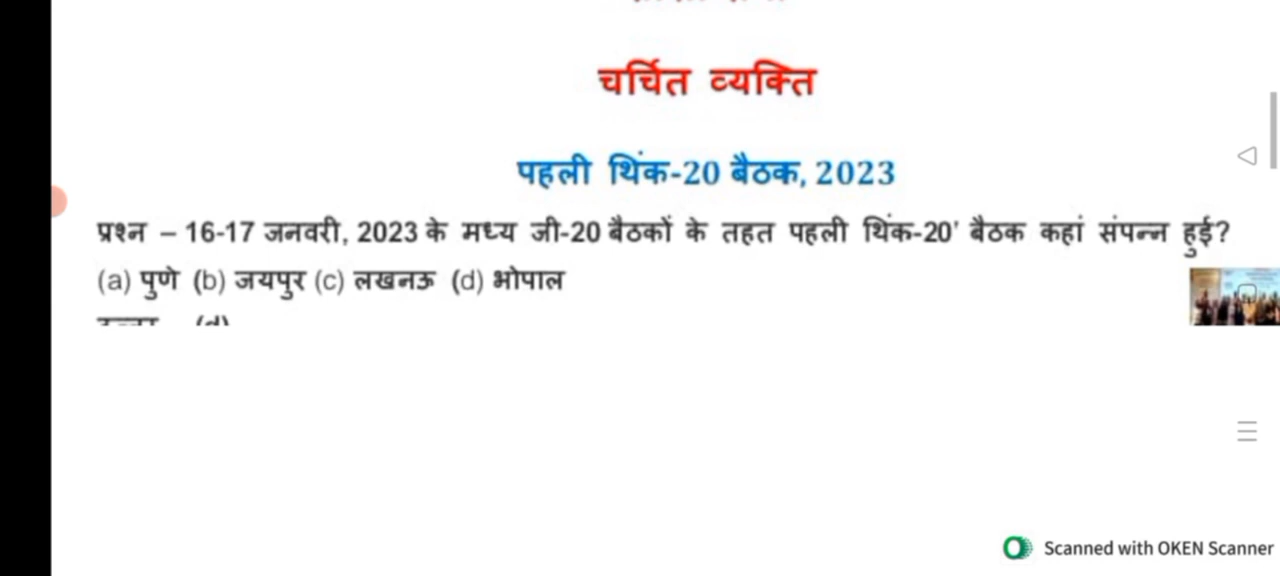 चर्चित व्यक्ति
पहली थिंक-20 बैठक, 2023
प्रश्न – 16-17 जनवरी, 2023 के मध्य जी-20 बैठकों के तहत पहली थिंक-20' बैठक कहां संपन्न हुई?
(a) पुणे (b) जयपुर (c) लखनऊ (d) भोपाल
Scanned with OKEN Scanner